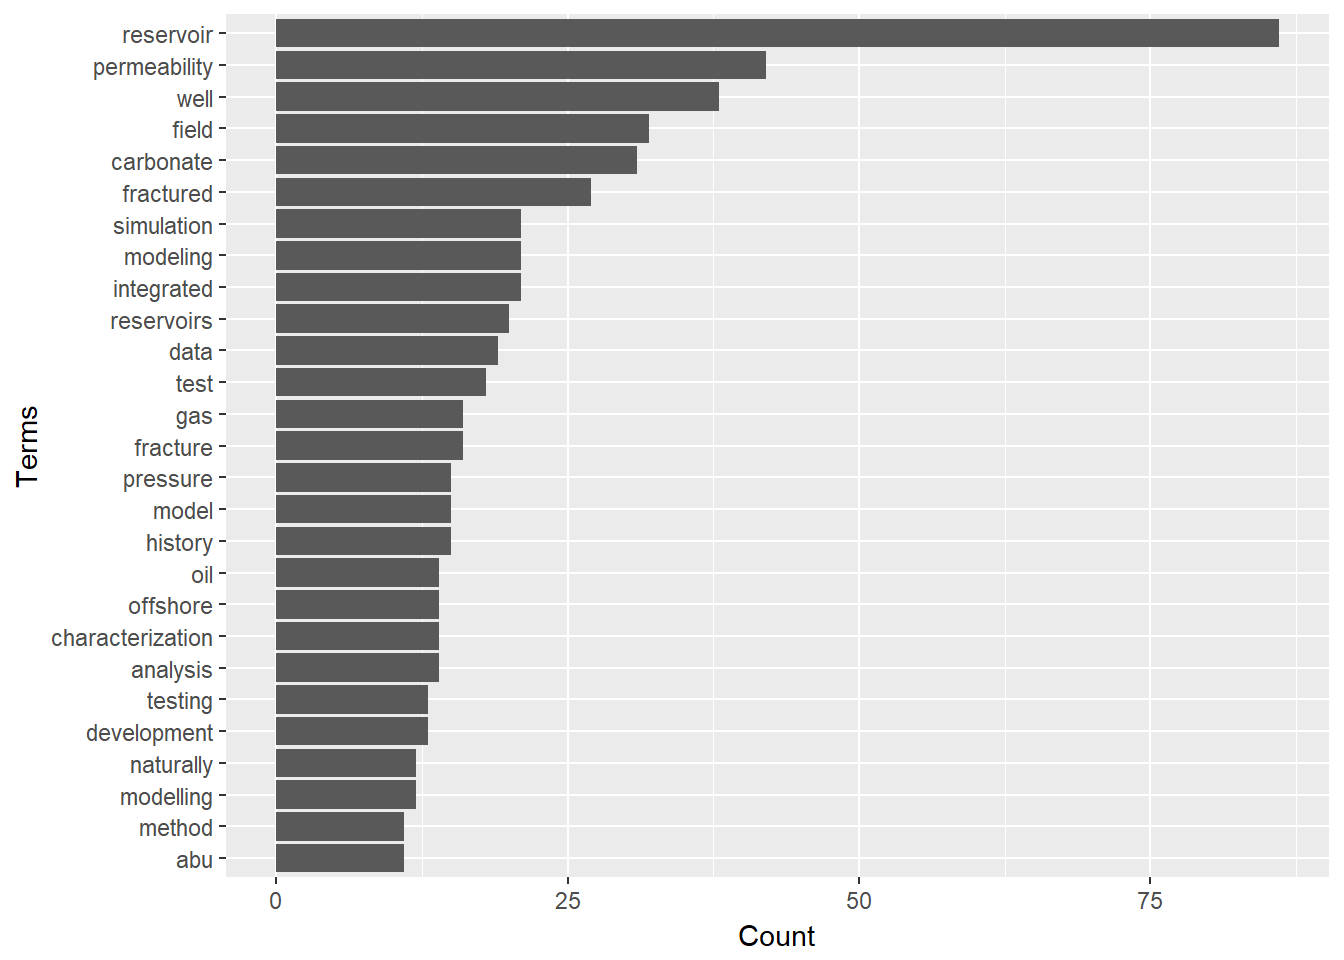 reservoir
permeability
well
field
carbonate
fractured
simulation
modeling
integrated
reservoirs
data
test
gas
fracture
pressure
model
history
oil
offshore
characterization
analysis
testing
development
naturally
modelling
method
abu
Terms
0 25 50 75
Count